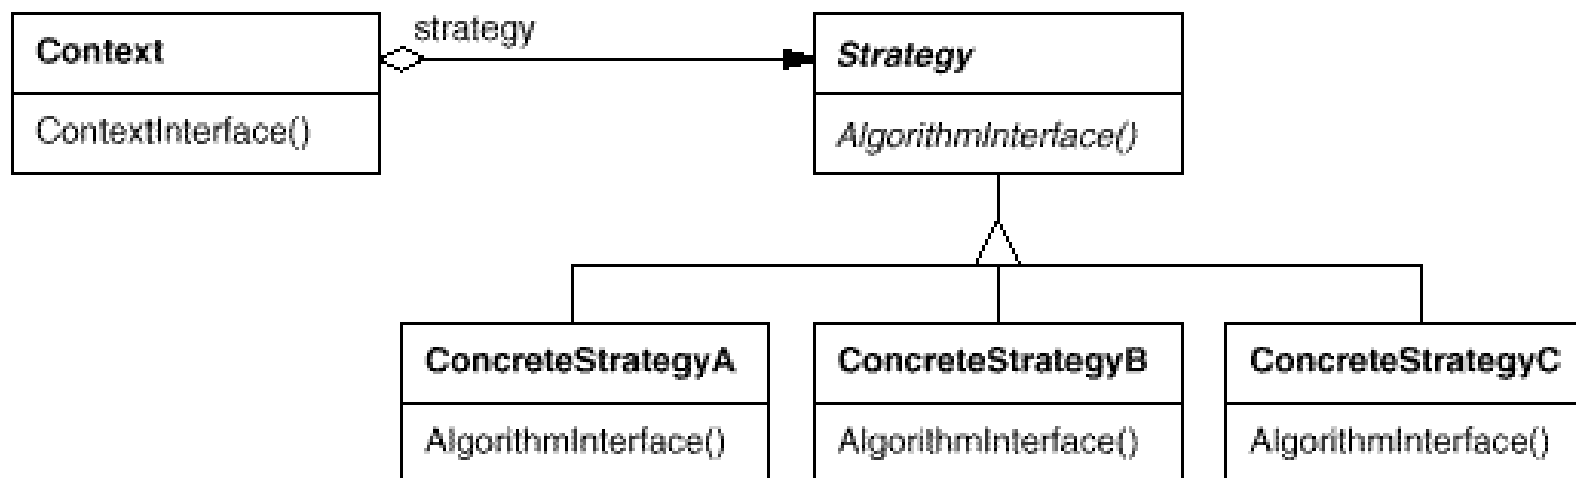 strategy
Context
Strategy
ContextInterface()
AlgorithmInterface()
ConcreteStrategyA
ConcreteStrategyB
ConcreteStrategyC
AlgorithmInterface()
AlgorithmInterface()
AlgorithmInterface()